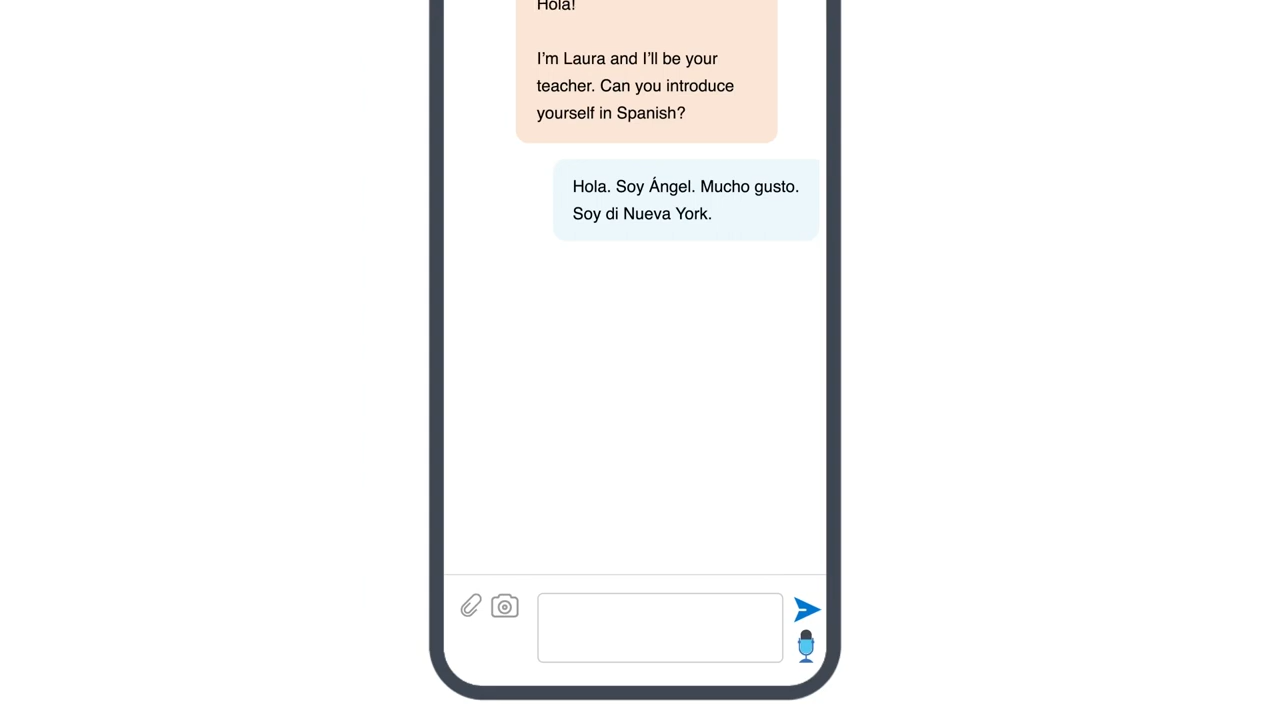 Hola!
I’m Laura and I’ll be your
teacher. Can you introduce
yourself in Spanish?
Hola. Soy Ángel. Mucho gusto.
Soy di Nueva York.